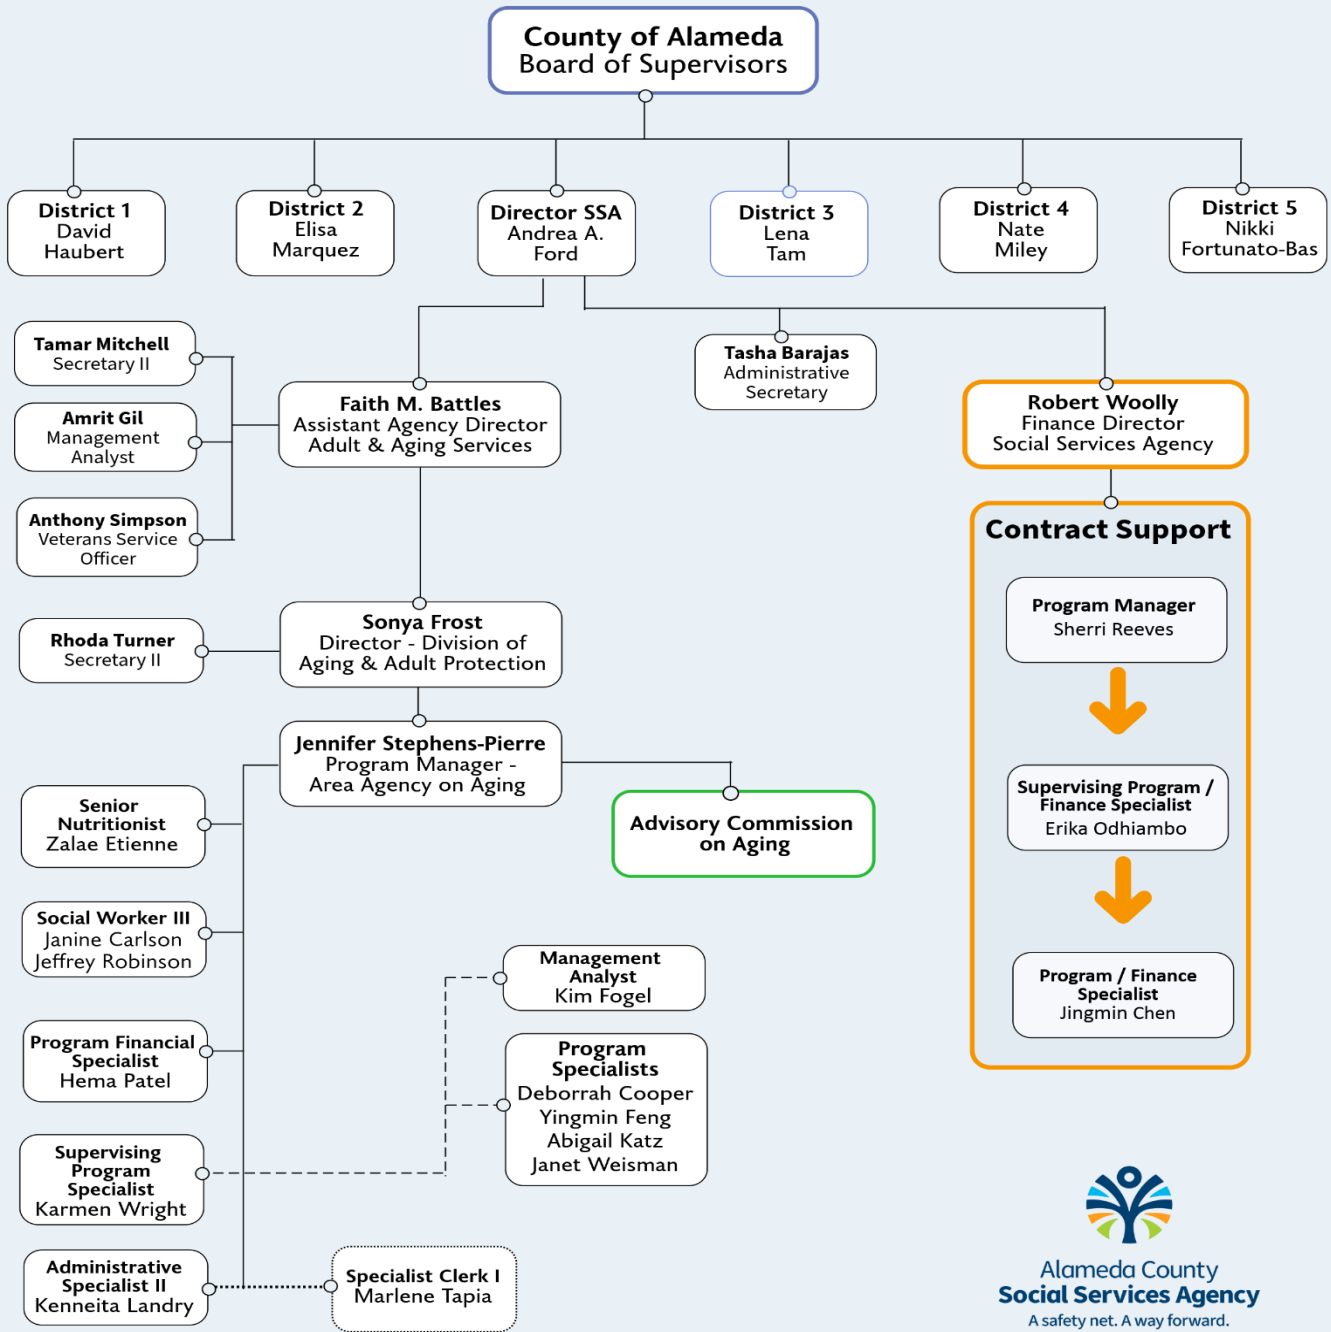 County of Alameda
Board of Supervisors
District 1
David
Haubert
District 2
Elisa
Marquez
Director SSA
Andrea A.
Ford
District 3
Lena
Tam
District 4
Nate
Miley
District 5
Nikki
Fortunato-Bas
Tamar Mitchell
Secretary II
Amrit Gil
Management
Analyst
Anthony Simpson
Veterans Service
Officer
Faith M. Battles
Assistant Agency Director
Adult & Aging Services
Tasha Barajas
Administrative
Secretary
Robert Woolly
Finance Director
Social Services Agency
Rhoda Turner
Secretary II
Sonya Frost
Director - Division of
Aging & Adult Protection
Jennifer Stephens-Pierre
Program Manager -
Area Agency on Aging
Advisory Commission
on Aging
Senior
Nutritionist
Zalae Etienne
Social Worker III
Janine Carlson
Jeffrey Robinson
Program Financial
Specialist
Hema Patel
Supervising
Program
Specialist
Karmen Wright
Administrative
Specialist II
Kenneita Landry
Management
Analyst
Kim Fogel
Program
Specialists
Deborrah Cooper
Yingmin Feng
Abigail Katz
Janet Weisman
Specialist Clerk I
Marlene Tapia
Contract Support
Program Manager
Sherri Reeves
Supervising Program /
Finance Specialist
Erika Odhiambo
Program / Finance
Specialist
Jingmin Chen
Alameda County
Social Services Agency
A safety net. A way forward.